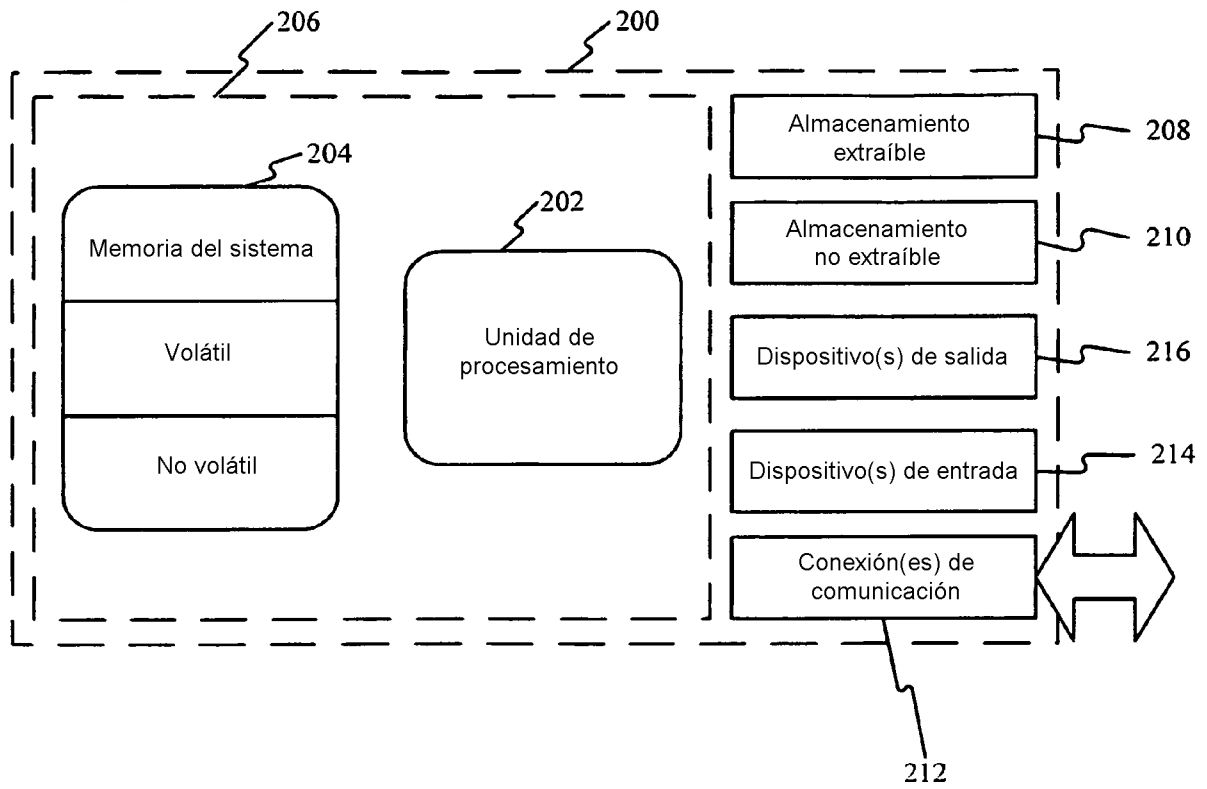 206
200
204
Memoria del sistema
Volátil
No volátil
202
Unidad de
procesamiento
Almacenamiento
extraíble
208
Almacenamiento
no extraíble
210
Dispositivo(s) de salida
216
Dispositivo(s) de entrada
214
Conexión(es) de
comunicación
212